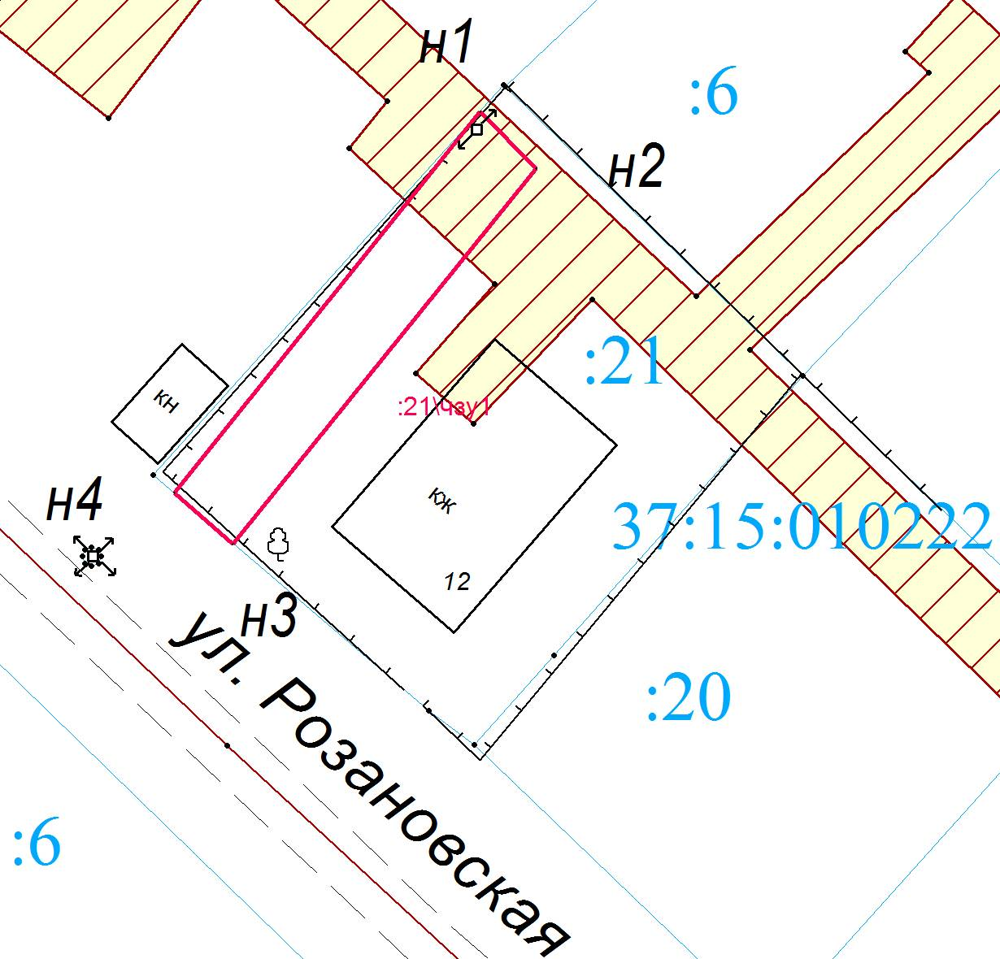 н1
:6
н2
:21
кн
:21\чзу1
н4
кж
37:15:010222
12
н3
ул. Розановская
:20
:6